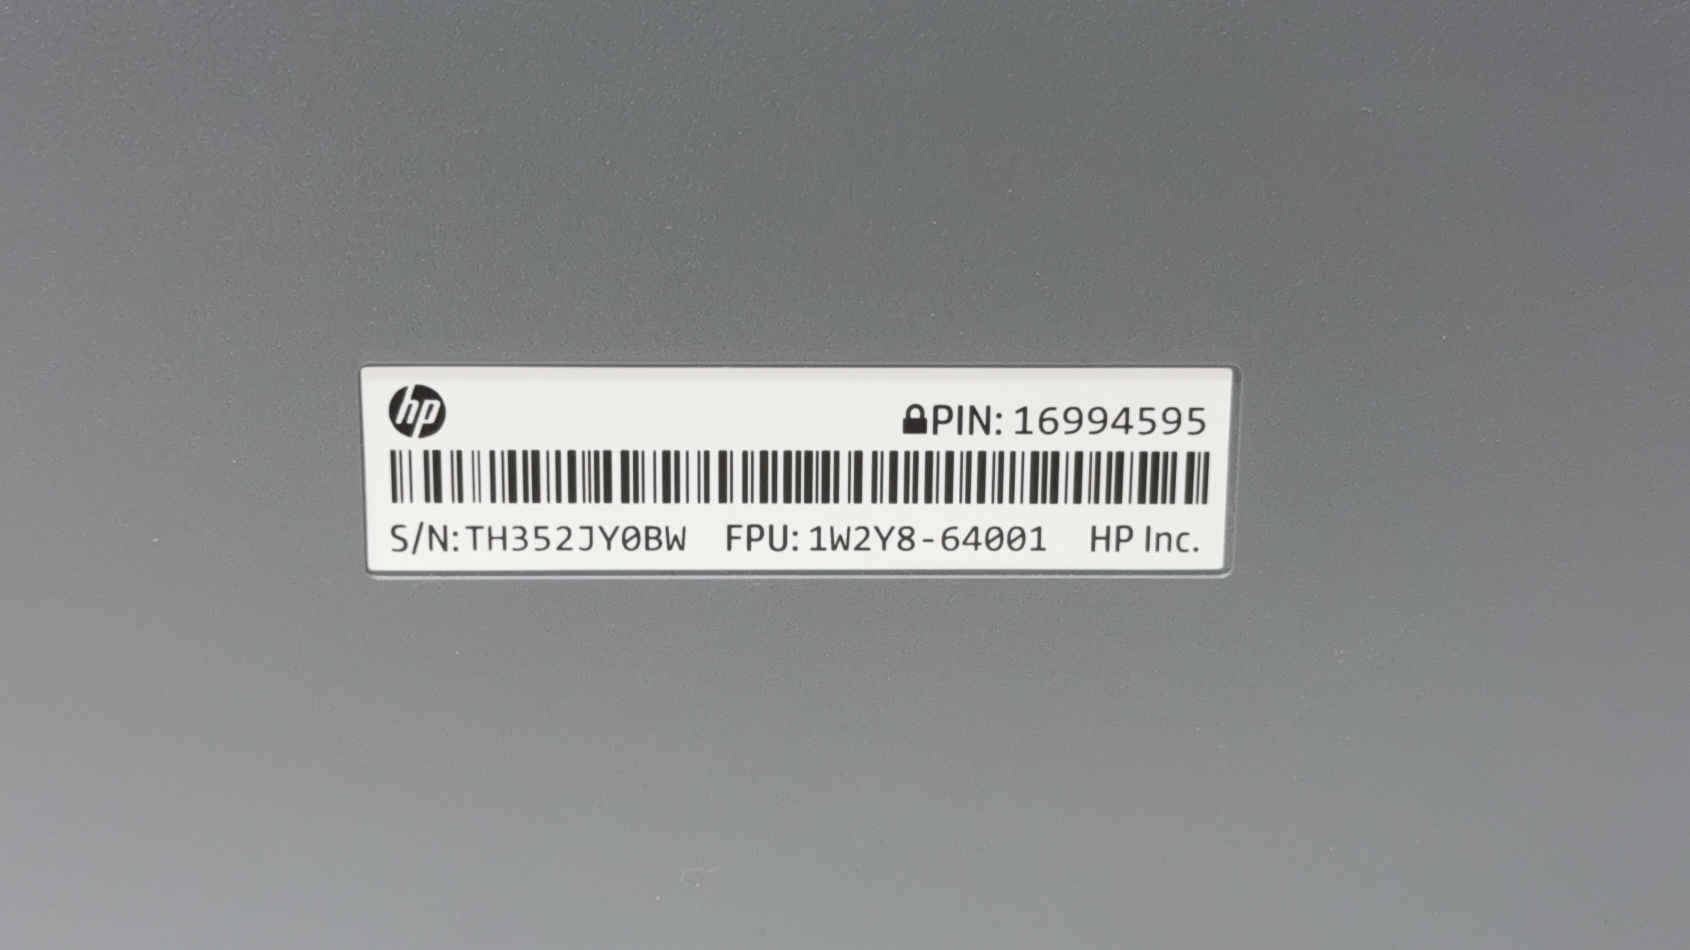 hp
PIN: 16994595
S/N: TH352JY0BW FPU: 1W2Y8-64001 HP Inc.